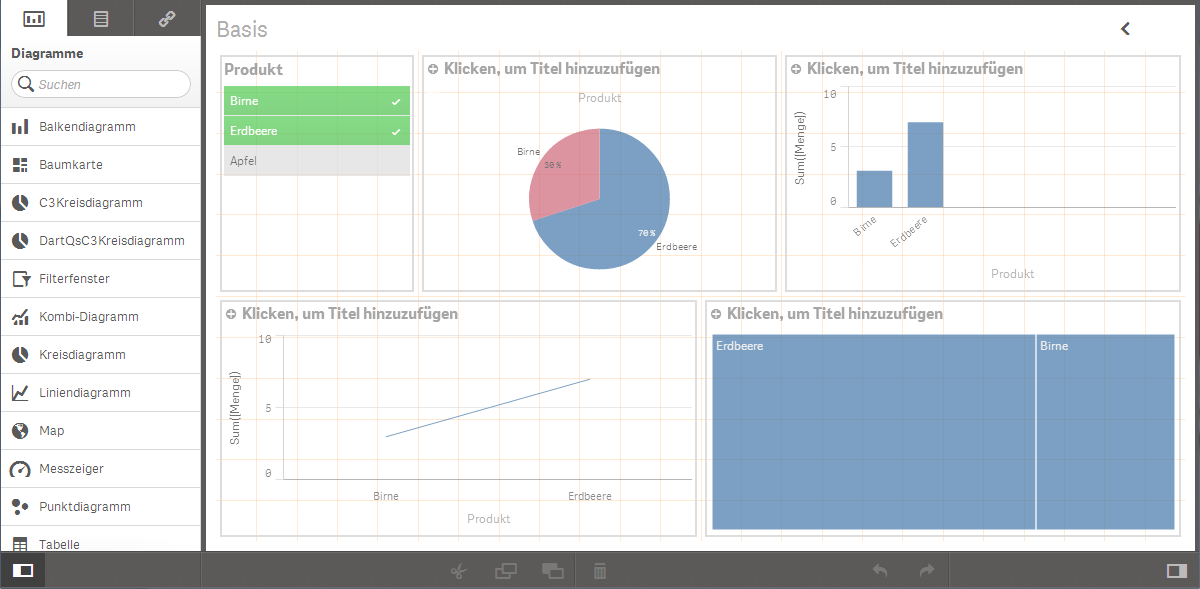 Diagramme
Suchen
Balkendiagramm
Baumkarte
C3Kreisdiagramm
DartQsC3Kreisdiagramm
Filterfenster
Kombi-Diagramm
Kreisdiagramm
Liniendiagramm
Map
Messzeiger
Punktdiagramm
Tabelle
Basis
Produkt
Birne
Erdbeere
Apfel
Klicken, um Titel hinzuzufügen
Produkt
Birne
30%
70%
Erdbeere
Klicken, um Titel hinzuzufügen
Sum([Menge])
10
5
0
Birne
Erdbeere
Produkt
Klicken, um Titel hinzuzufügen
Sum([Menge])
10
5
0
Birne
Erdbeere
Produkt
Klicken, um Titel hinzuzufügen
Erdbeere
Birne